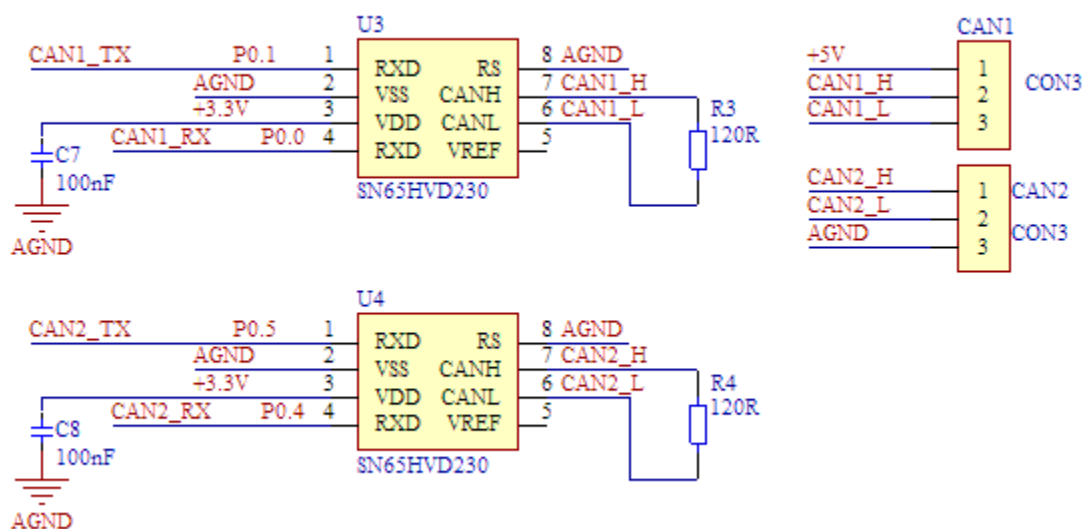 U3
CAN1_TX P0.1 1 RXD RS 8 AGND
AGND 2 VSS CANH 7 CAN1_H
+3.3V 3 VDD CANL 6 CAN1_L
CAN1_RX P0.0 4 RXD VREF 5
SN65HVD230
C7
100nF
AGND
R3
120R
CAN1
+5V 1
CAN1_H 2 CON3
CAN1_L 3
CAN2_H 1 CAN2
CAN2_L 2
AGND 3 CON3
U4
CAN2_TX P0.5 1 RXD RS 8 AGND
AGND 2 VSS CANH 7 CAN2_H
+3.3V 3 VDD CANL 6 CAN2_L
CAN2_RX P0.4 4 RXD VREF 5
SN65HVD230
C8
100nF
AGND
R4
120R